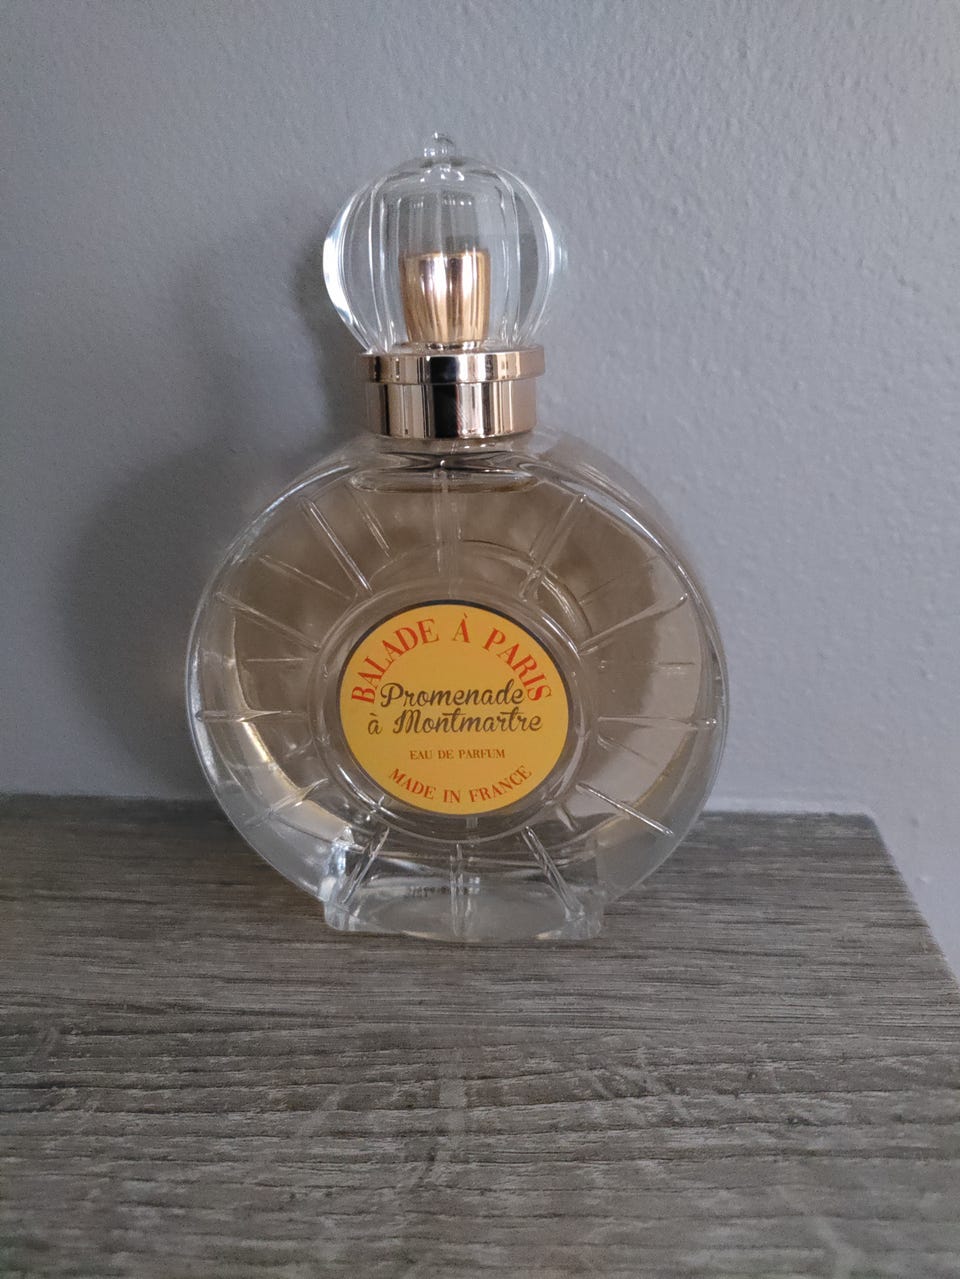 BALADE À PARIS
Promenade
à Montmartre
EAU DE PARFUM
MADE IN FRANCE